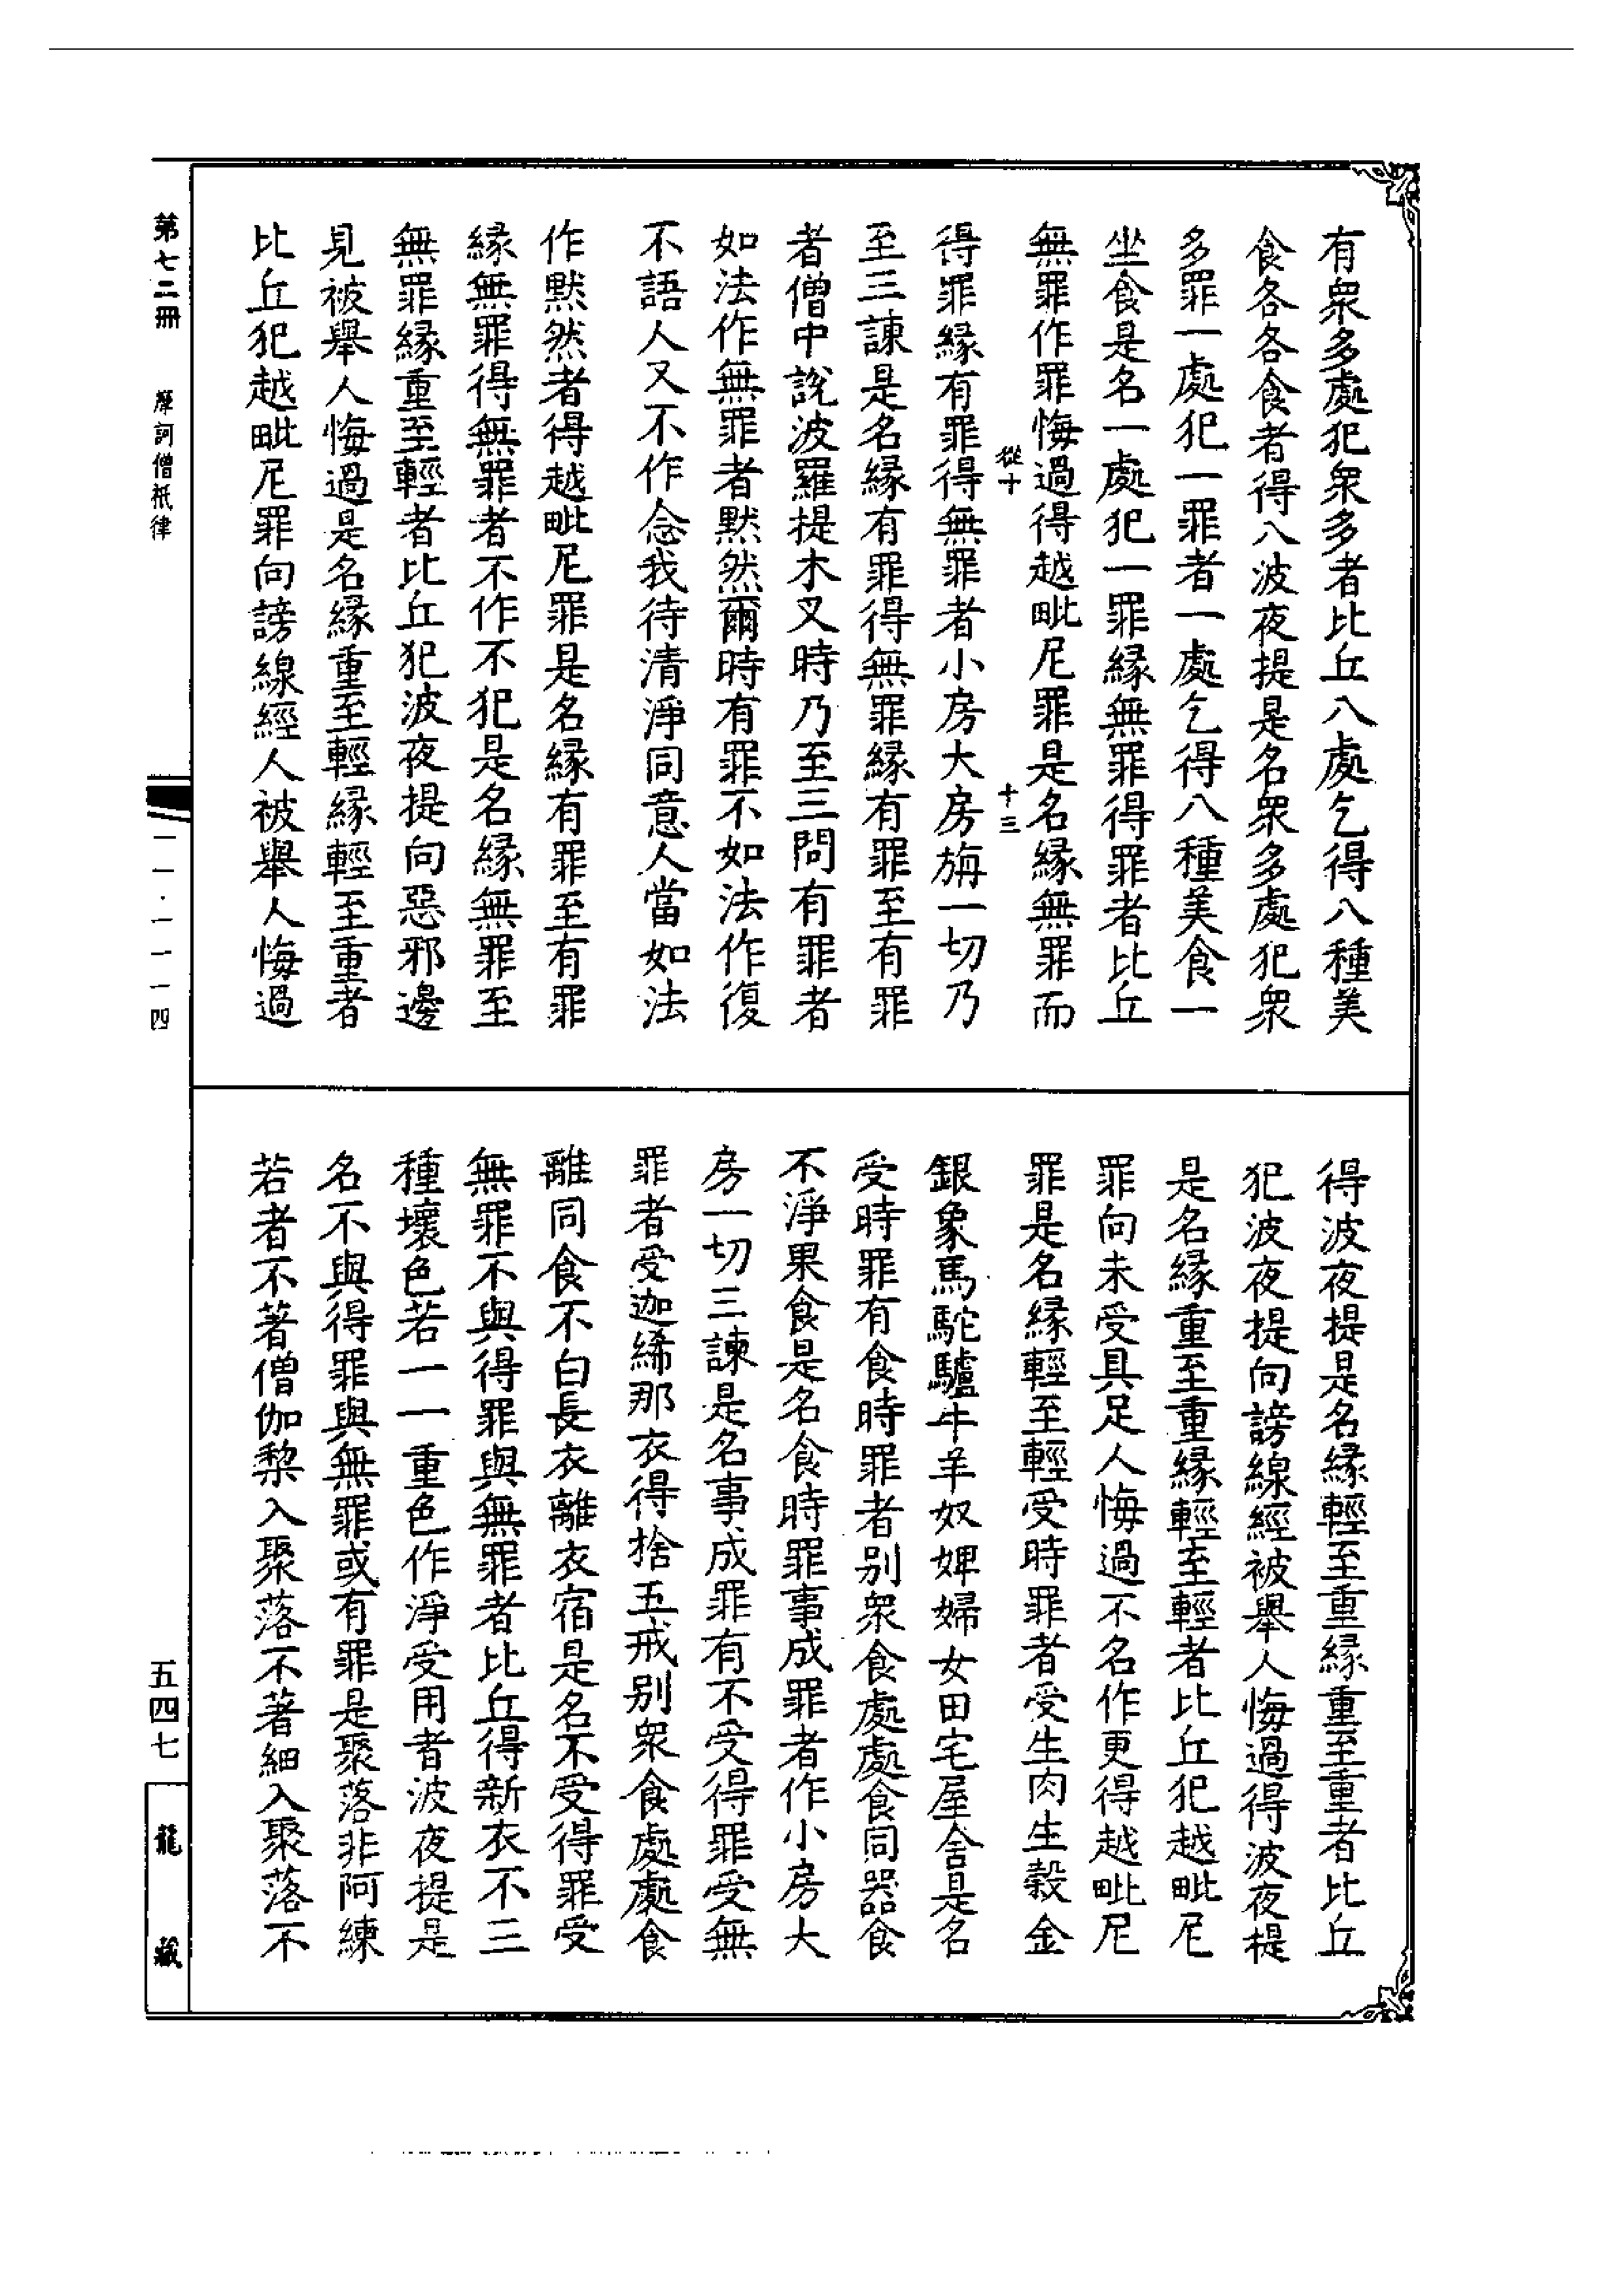 有衆多處犯衆多者比丘八處乞得八種美
食各各食者得八波夜提是名衆多處犯衆
多罪一處犯一罪者一處乞得八種美食一
坐食是名一處犯一罪緣無罪得罪者比丘
無罪作罪悔過得越毗尼罪是名緣無罪而
從十
十三
得罪緣有罪得無罪者小房大房旃一切乃
至三諫是名緣有罪得無罪緣有罪至有罪
者僧中說波羅提木叉時乃至三問有罪者
如法作無罪者黙然爾時有罪不如法作復
不語人又不作念我待清淨同意人當如法
作黙然者得越毗尼罪是名緣有罪至有罪
緣無罪得無罪者不作不犯是名緣無罪至
無罪緣重至輕者比丘犯波夜提向惡邪邊
見被舉人悔過是名緣重至輕緣輕至重者
比丘犯越毗尼罪向謗線經人被舉人悔過
得波夜提是名緣輕至重緣重至重者比丘
犯波夜提向謗線經被舉人悔過得波夜提
是名緣重至重緣輕至輕者比丘犯越毗尼
罪向未受具足人悔過不名作更得越毗尼
罪是名緣輕至輕受時罪者受生肉生穀金
銀象馬駝驢牛羊奴婢婦女田宅屋舍是名
受時罪有食時罪者别衆食處處食同器食
不淨果食是名食時罪事成罪者作小房大
房一切三諫是名事成罪有不受得罪受無
罪者受迦絺那衣得捨五戒别衆食處處食
離同食不白長衣離衣宿是名不受得罪受
無罪不與得罪與無罪者比丘得新衣不三
種壞色若一一重色作淨受用者波夜提是
名不與得罪與無罪或有罪是聚落非阿練
若者不著僧伽棃入聚落不著細入聚落不
第七二冊
摩訶僧祇律
一一·一一一四
五四七
龍藏